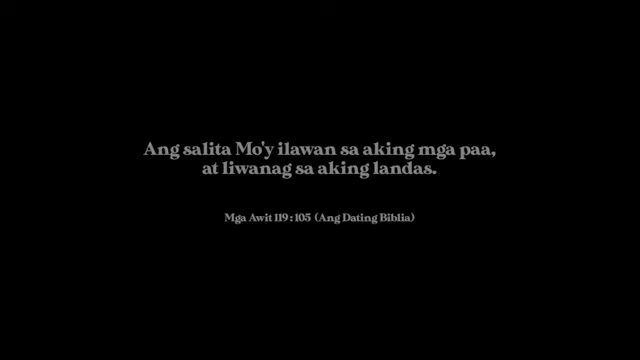 Ang salita Mo'y ilawan sa aking mga paa,
at liwanag sa aking landas.
Mga Awit 119:105 (Ang Dating Biblia)